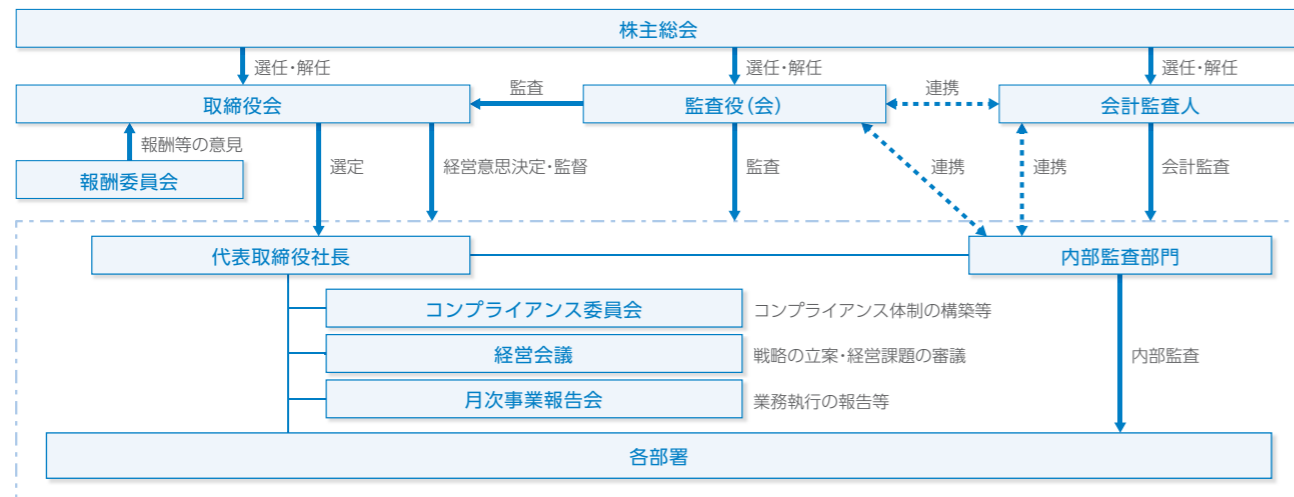 株主総会
選任・解任
選任・解任
選任・解任
取締役会
監査
監査役(会)
連携
会計監査人
報酬等の意見
報酬委員会
選定
経営意思決定・監督
監査
連携
連携
会計監査
代表取締役社長
内部監査部門
コンプライアンス委員会
コンプライアンス体制の構築等
経営会議
戦略の立案・経営課題の審議
内部監査
月次事業報告会
業務執行の報告等
各部署